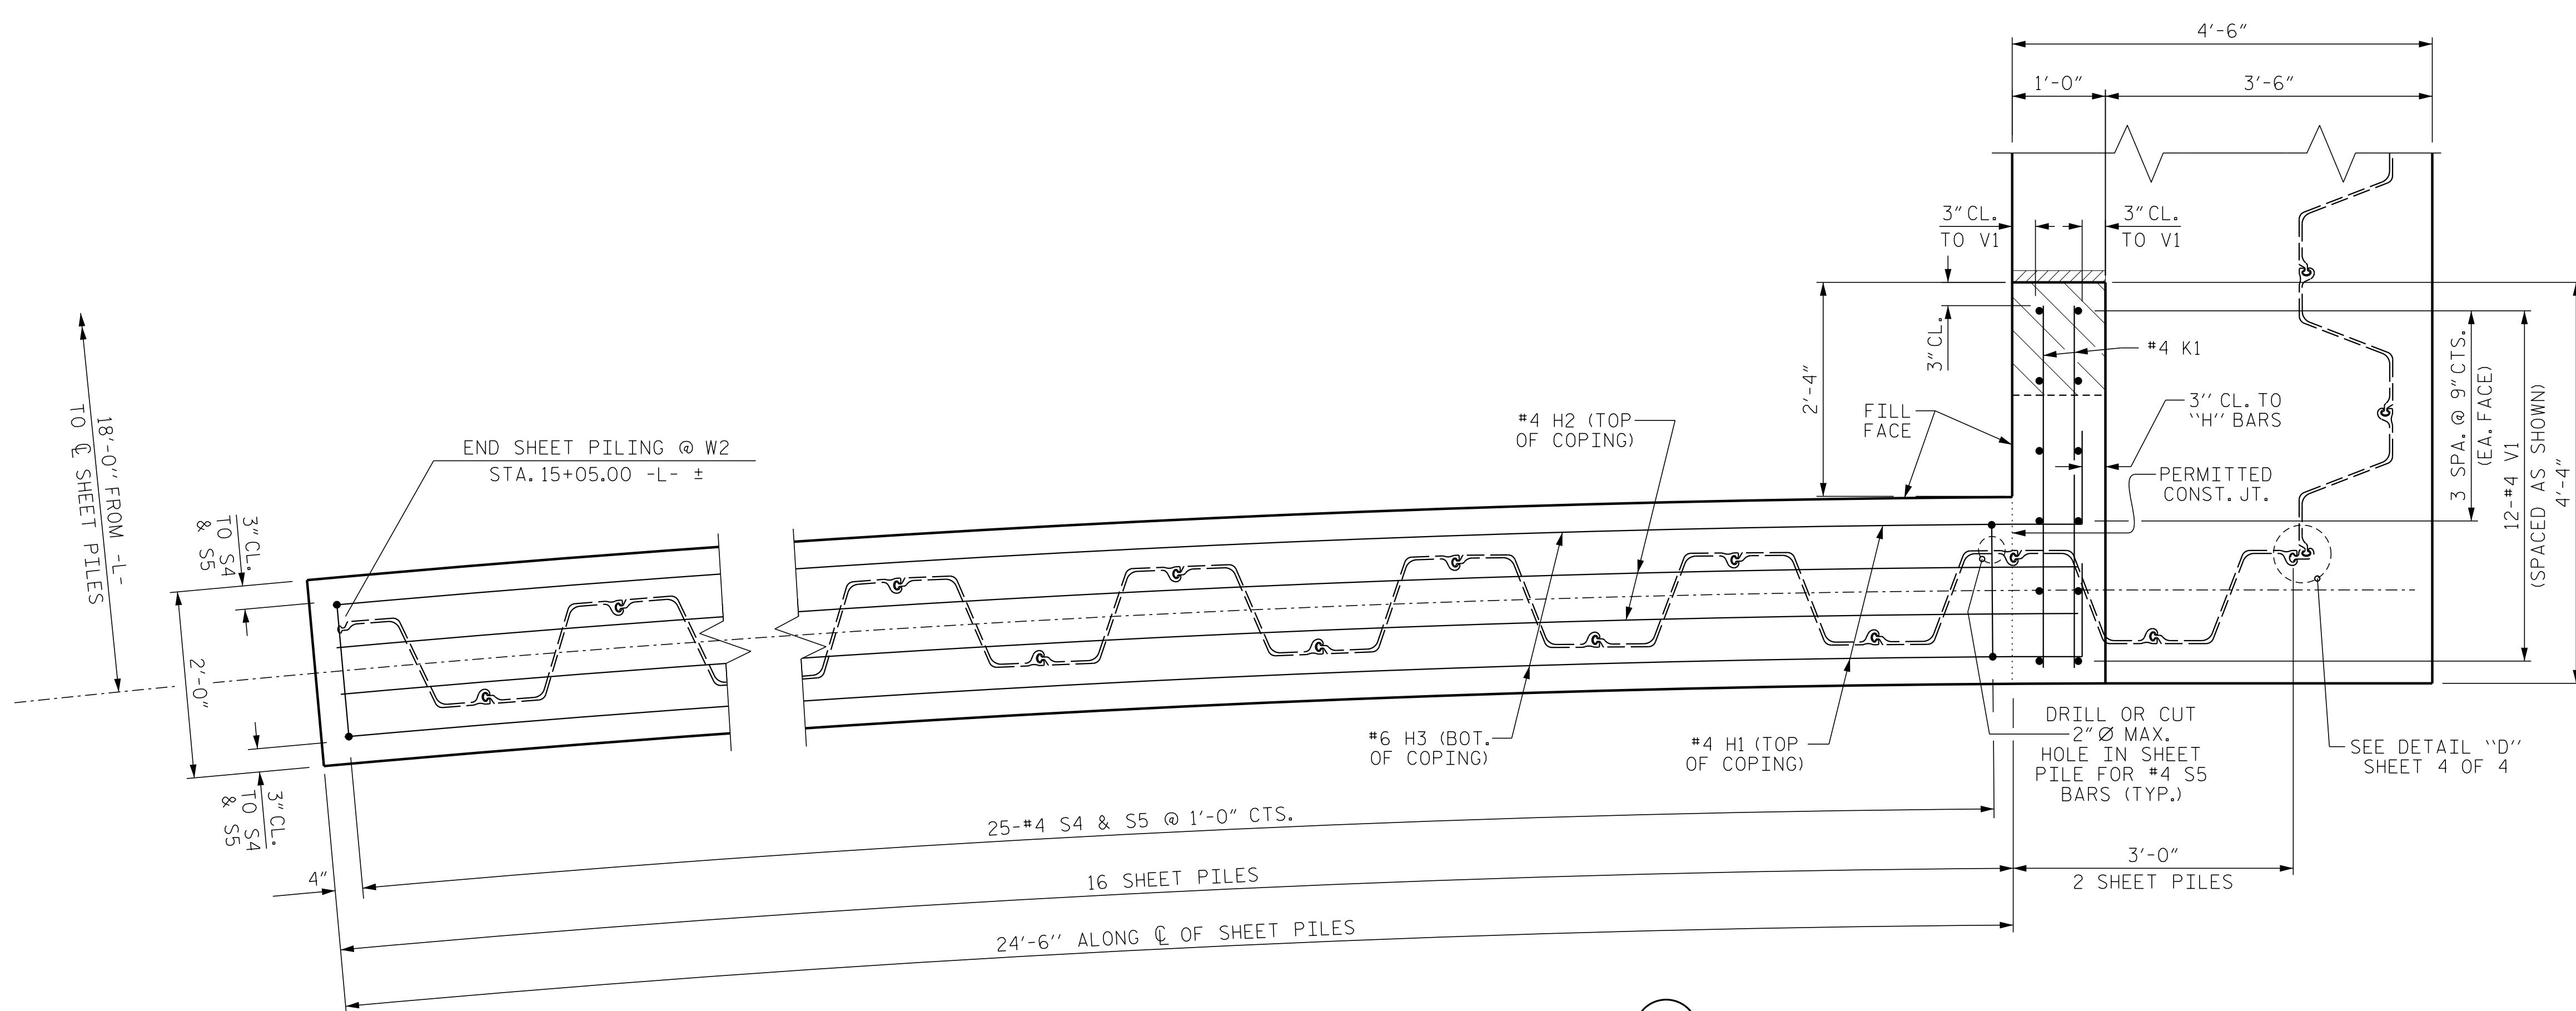 4'-6"
1'-0"
3'-6"
3" CL.
TO V1
3" CL.
TO V1
3" CL.
2'-4"
#4 K1
FILL
FACE
3" CL. TO
"H" BARS
PERMITTED
CONST. JT.
3 SPA. @ 9" CTS.
(EA. FACE)
12-#4 V1
(SPACED AS SHOWN)
4'-4"
18'-0" FROM -L-
TO ℄ SHEET PILES
END SHEET PILING @ W2
STA. 15+05.00 -L- ±
#4 H2 (TOP
OF COPING)
3" CL.
TO S4
& S5
2'-0"
3" CL.
TO S4
& S5
4"
#6 H3 (BOT.
OF COPING)
#4 H1 (TOP
OF COPING)
DRILL OR CUT
2" Ø MAX.
HOLE IN SHEET
PILE FOR #4 S5
BARS (TYP.)
SEE DETAIL "D"
SHEET 4 OF 4
25-#4 S4 & S5 @ 1'-0" CTS.
16 SHEET PILES
24'-6" ALONG ℄ OF SHEET PILES
3'-0"
2 SHEET PILES